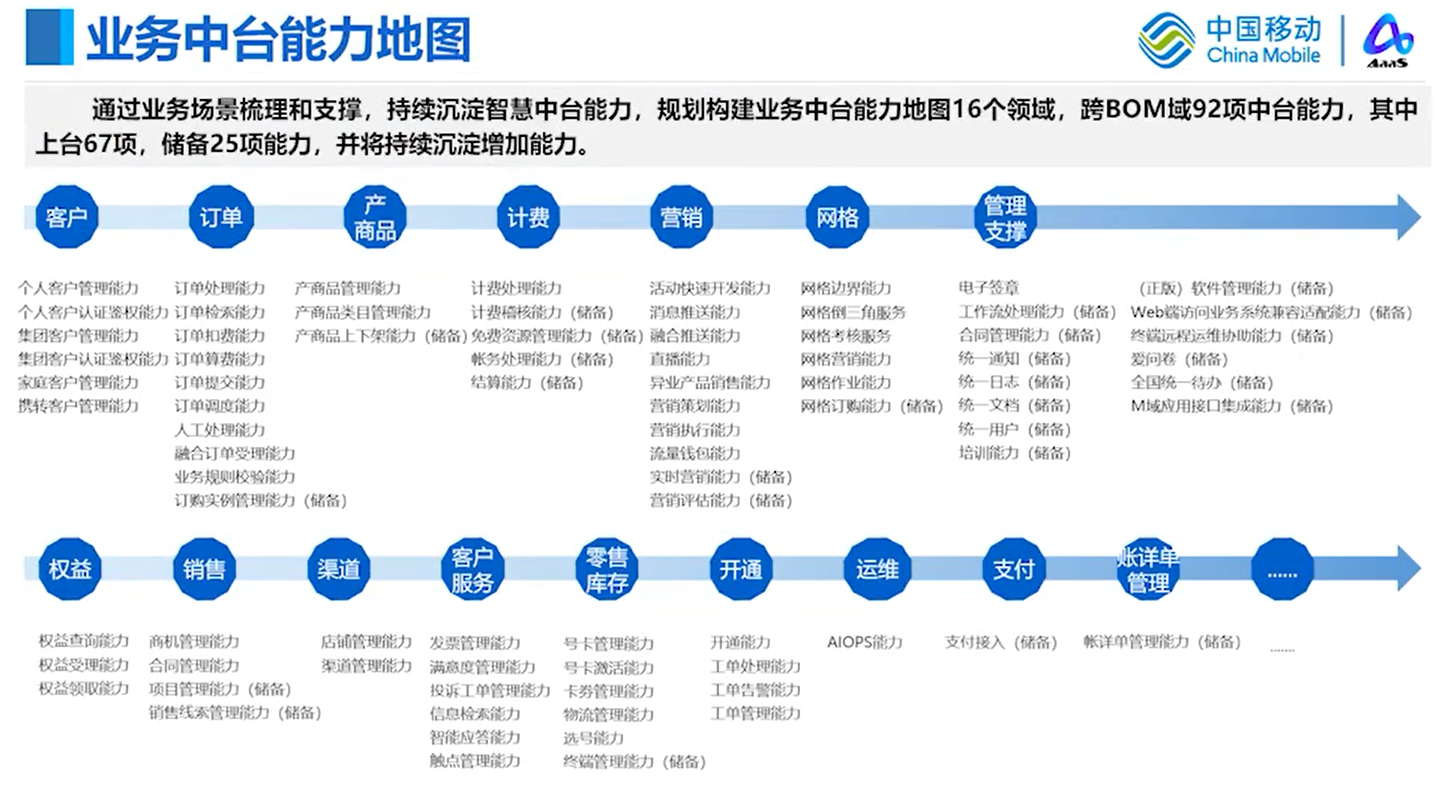 业务中台能力地图
中国移动
China Mobile
AaaS
通过业务场景梳理和支撑，持续沉淀智慧中台能力，规划构建业务中台能力地图16个领域，跨BOM域92项中台能力，其中
上台67项，储备25项能力，并将持续沉淀增加能力。
客户
个人客户管理能力
个人客户认证鉴权能力
集团客户管理能力
集团客户认证鉴权能力
家庭客户管理能力
携转客户管理能力
订单
订单处理能力
订单检索能力
订单扣费能力
订单算费能力
订单提交能力
订单调度能力
人工处理能力
融合订单受理能力
业务规则校验能力
订购实例管理能力（储备）
产
商品
产商品管理能力
产商品类目管理能力
产商品上下架能力（储备）
计费
计费处理能力
计费稽核能力（储备）
免费资源管理能力（储备）
帐务处理能力（储备）
结算能力（储备）
营销
活动快速开发能力
消息推送能力
融合推送能力
直播能力
异业产品销售能力
营销策划能力
营销执行能力
流量钱包能力
实时营销能力（储备）
营销评估能力（储备）
网格
网格边界能力
网格倒三角服务
网格考核服务
网格营销能力
网格作业能力
网格订购能力（储备）
管理
支撑
电子签章
工作流处理能力（储备）
合同管理能力（储备）
统一通知（储备）
统一日志（储备）
统一文档（储备）
统一用户（储备）
培训能力（储备）
（正版）软件管理能力（储备）
Web端访问业务系统兼容适配能力（储备）
终端远程运维协助能力（储备）
爱问卷（储备）
全国统一待办（储备）
M域应用接口集成能力（储备）
权益
权益查询能力
权益受理能力
权益领取能力
销售
商机管理能力
合同管理能力
项目管理能力（储备）
销售线索管理能力（储备）
渠道
店铺管理能力
渠道管理能力
客户
服务
发票管理能力
满意度管理能力
投诉工单管理能力
信息检索能力
智能应答能力
触点管理能力
零售
库存
号卡管理能力
号卡激活能力
卡券管理能力
物流管理能力
选号能力
终端管理能力（储备）
开通
开通能力
工单处理能力
工单告警能力
工单管理能力
运维
AIOPS能力
支付
支付接入（储备）
账详单
管理
帐详单管理能力（储备）
……
……